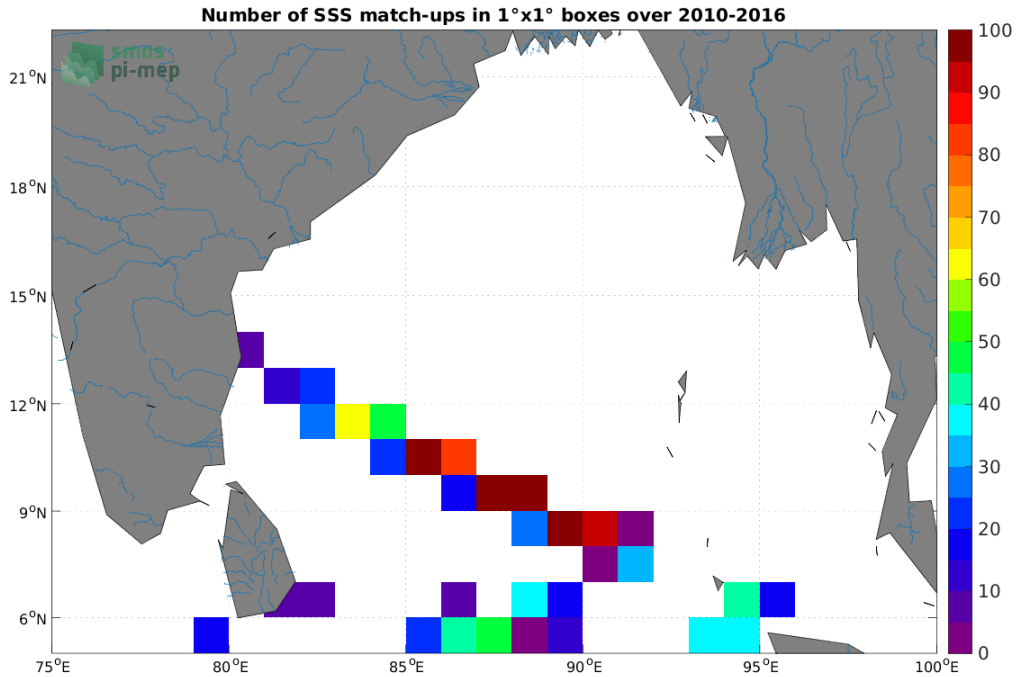 Number of SSS match-ups in 1°x1° boxes over 2010-2016
smos
pi-mep
21°N
18°N
15°N
12°N
9°N
6°N
75°E
80°E
85°E
90°E
95°E
100°E
100
90
80
70
60
50
40
30
20
10
0